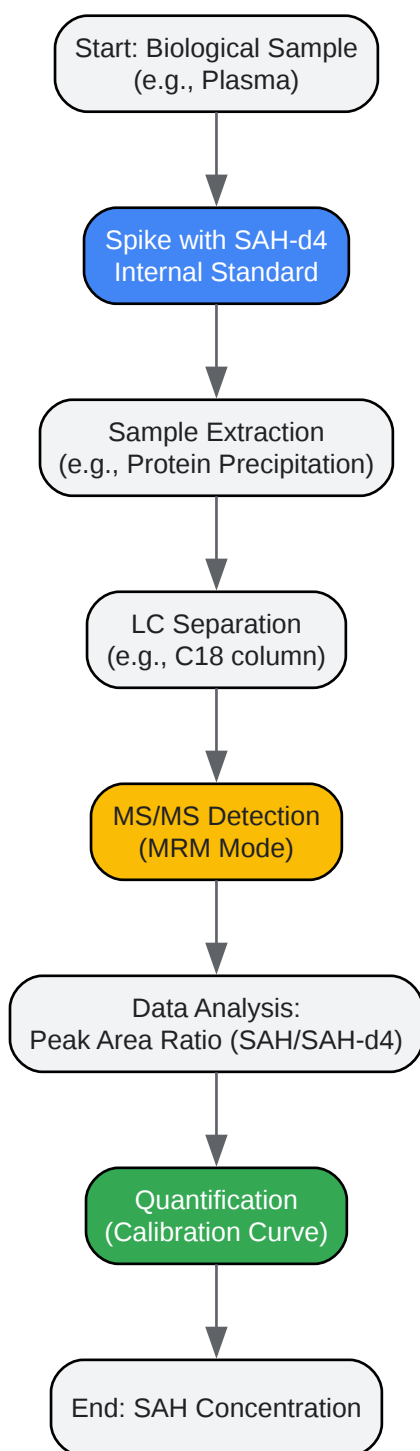 Start: Biological Sample
(e.g., Plasma)
Spike with SAH-d4
Internal Standard
Sample Extraction
(e.g., Protein Precipitation)
LC Separation
(e.g., C18 column)
MS/MS Detection
(MRM Mode)
Data Analysis:
Peak Area Ratio (SAH/SAH-d4)
Quantification
(Calibration Curve)
End: SAH Concentration